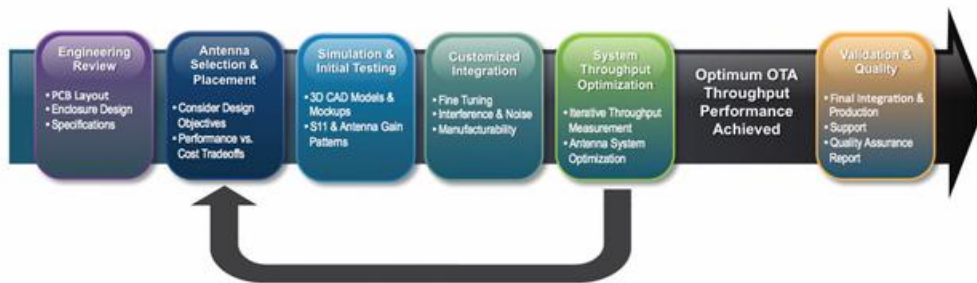 Engineering
Review
• PCB Layout
• Enclosure Design
• Specifications
Antenna
Selection &
Placement
• Consider Design
Objectives
• Performance vs.
Cost Tradeoffs
Simulation &
Initial Testing
• 3D CAD Models &
Mockups
• S11 & Antenna Gain
Patterns
Customized
Integration
• Fine Tuning
• Interference & Noise
• Manufacturability
System
Throughput
Optimization
• Iterative Throughput
Measurement
• Antenna System
Optimization
Optimum OTA
Throughput
Performance
Achieved
Validation &
Quality
• Final Integration &
Production
• Support
• Quality Assurance
Report